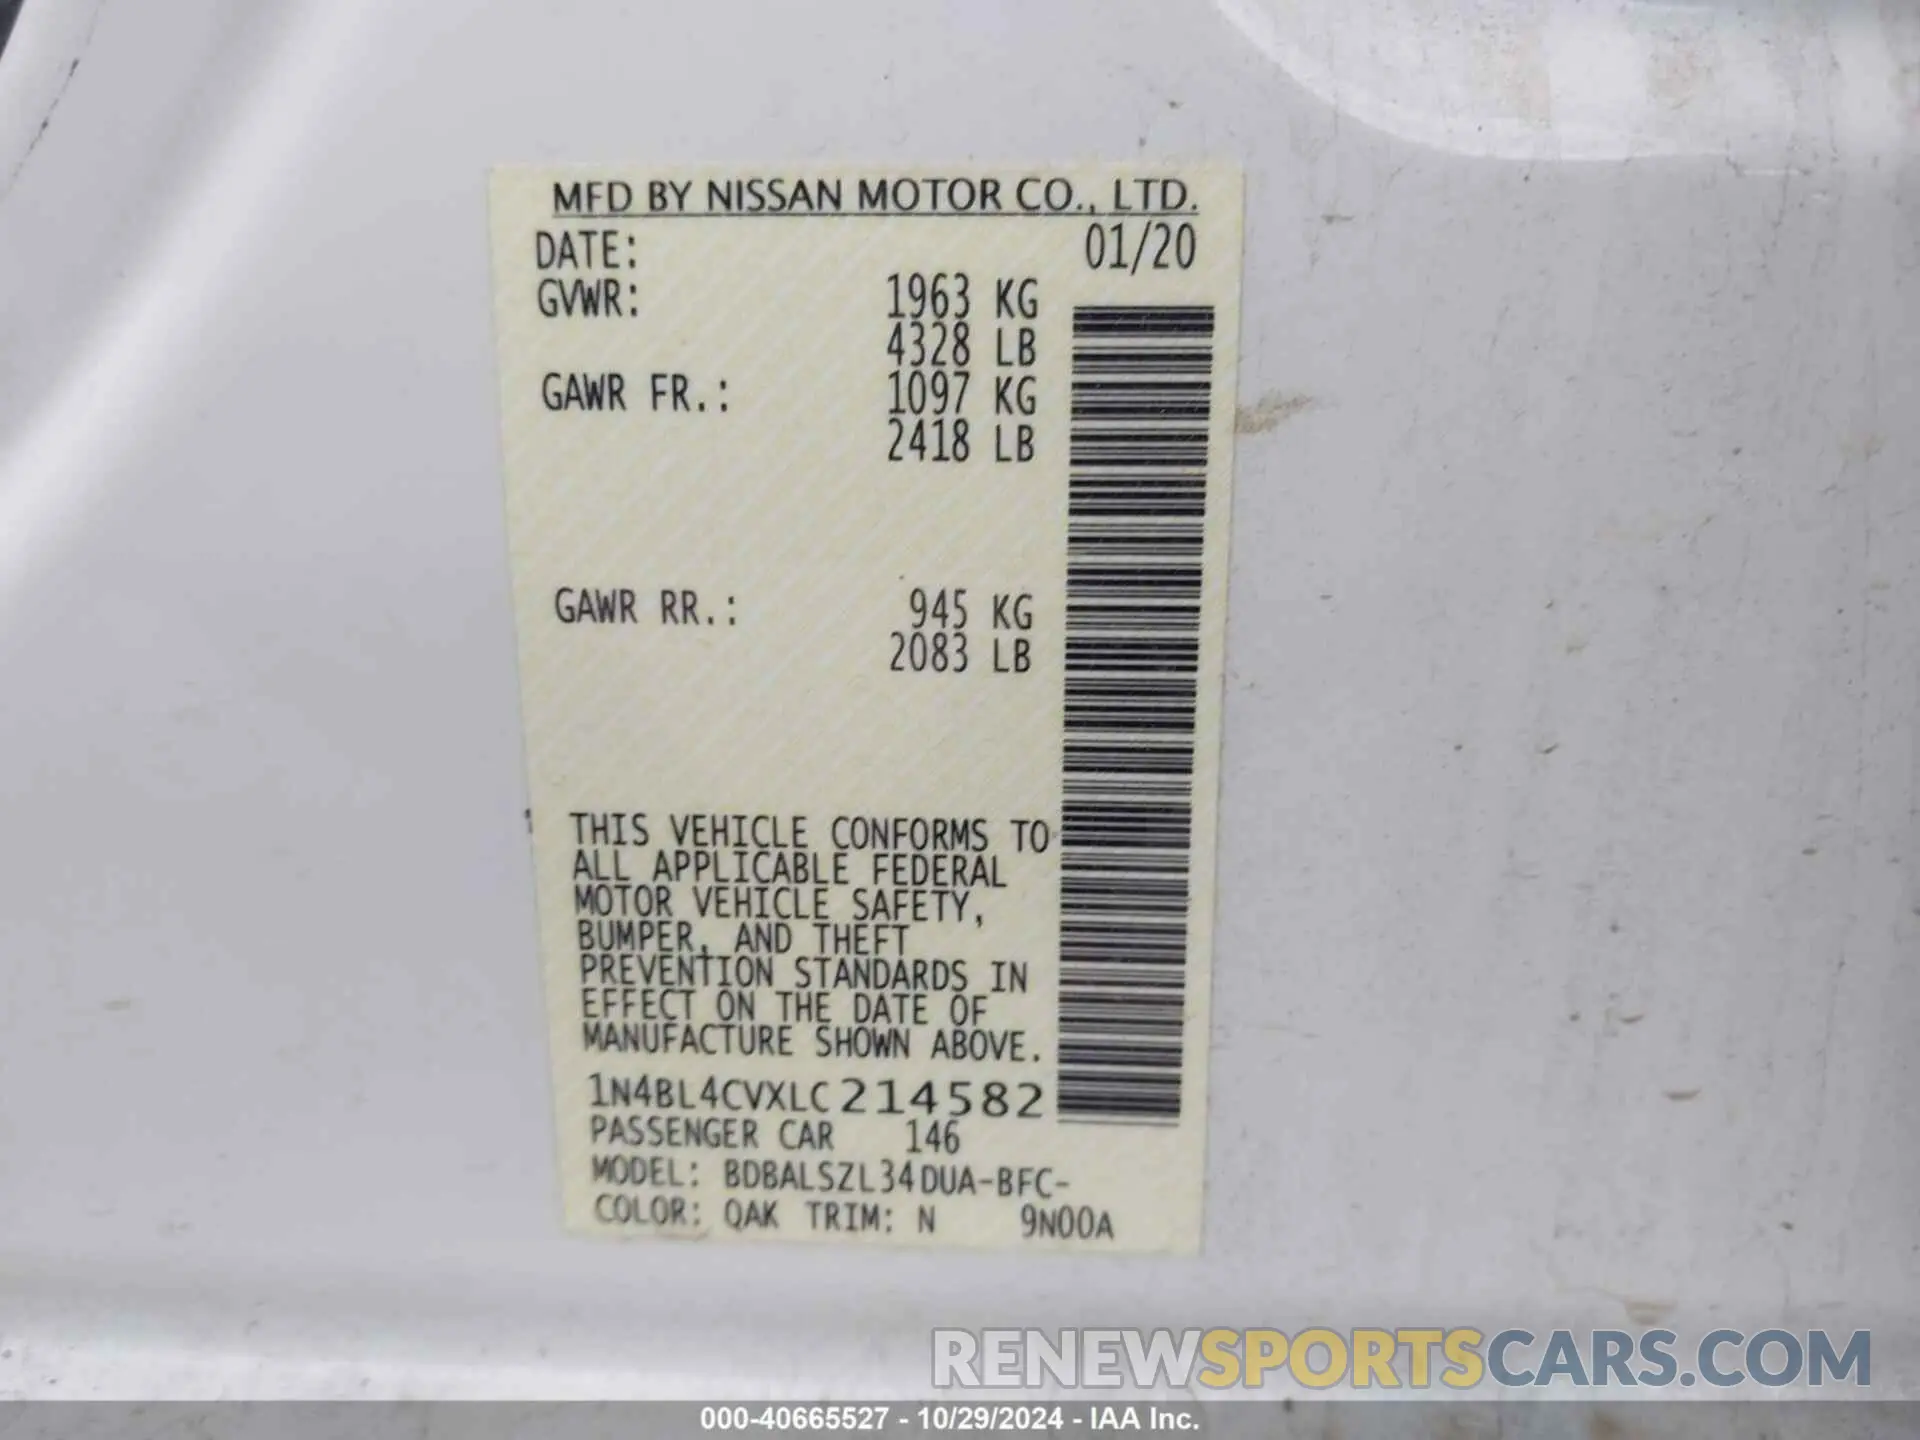 MFD BY NISSAN MOTOR CO., LTD.
DATE: 01/20
GVWR: 1963 KG
4328 LB
GAWR FR.: 1097 KG
2418 LB
GAWR RR.: 945 KG
2083 LB
THIS VEHICLE CONFORMS TO
ALL APPLICABLE FEDERAL
MOTOR VEHICLE SAFETY,
BUMPER, AND THEFT
PREVENTION STANDARDS IN
EFFECT ON THE DATE OF
MANUFACTURE SHOWN ABOVE.
1N4BL4CVXLC214582
PASSENGER CAR 146
MODEL: BDBALSZL34DUA-BFC-
COLOR: QAK TRIM: N 9N00A
RENEWSPORTSCARS.COM
000-40665527 - 10/29/2024 - IAA Inc.